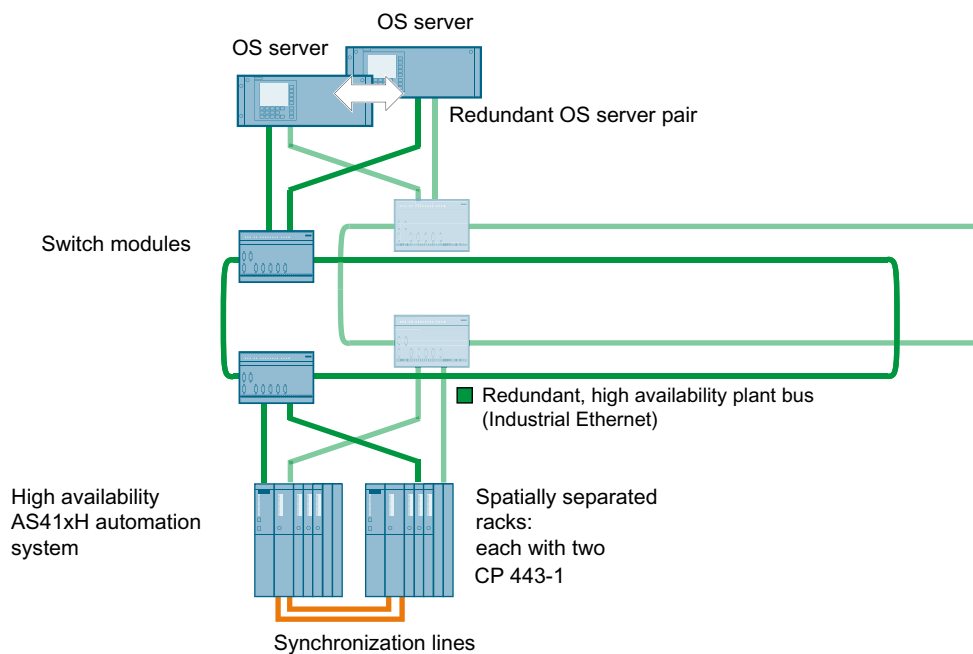 OS server
OS server
Redundant OS server pair
Switch modules
Redundant, high availability plant bus
(Industrial Ethernet)
High availability
AS41xH automation
system
Spatially separated
racks:
each with two
CP 443-1
Synchronization lines